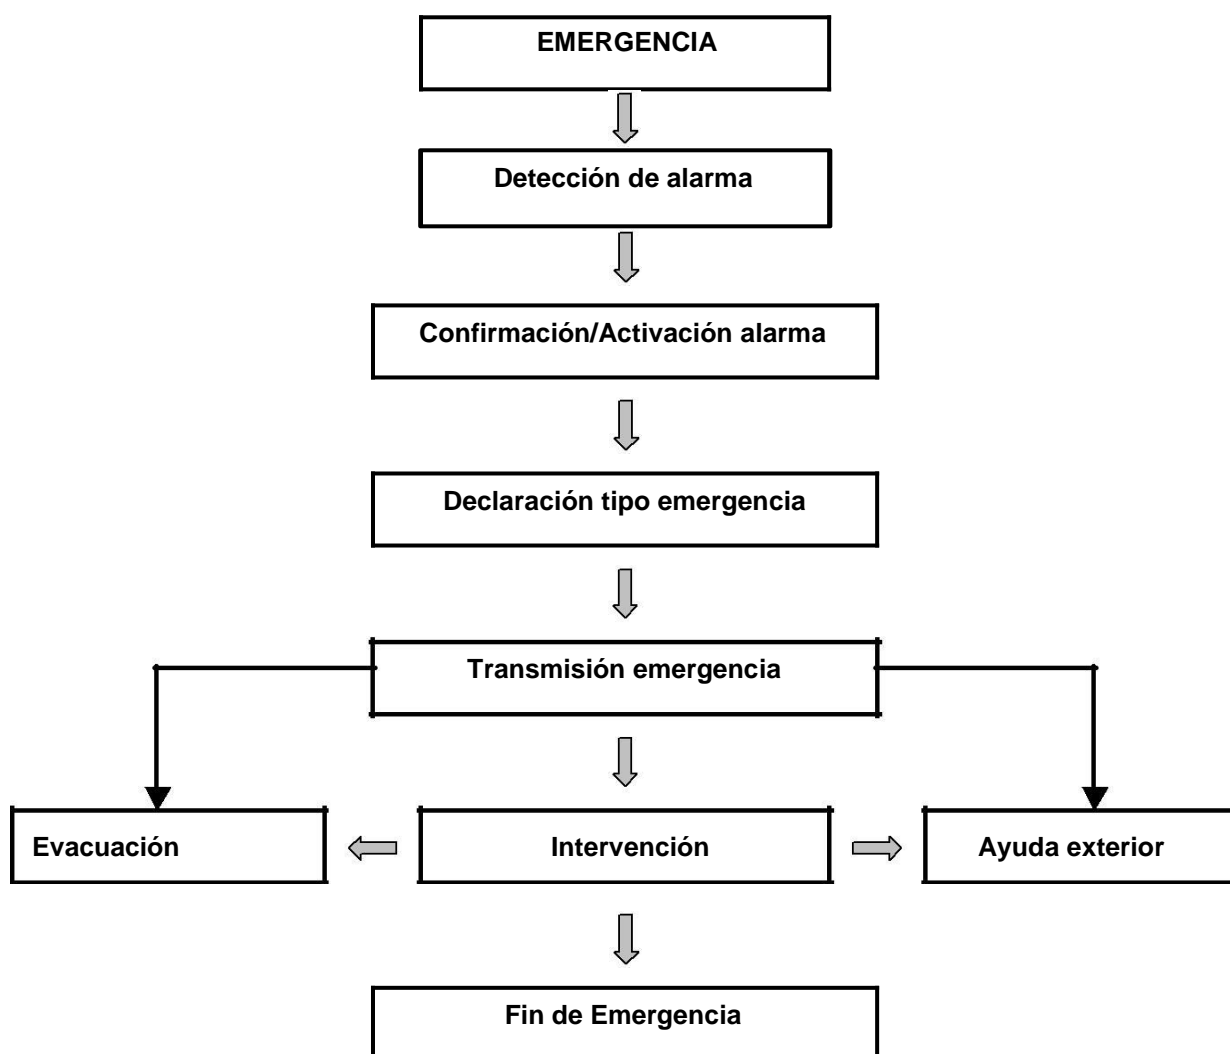 EMERGENCIA
Detección de alarma
Confirmación/Activación alarma
Declaración tipo emergencia
Transmisión emergencia
Evacuación
Intervención
Ayuda exterior
Fin de Emergencia